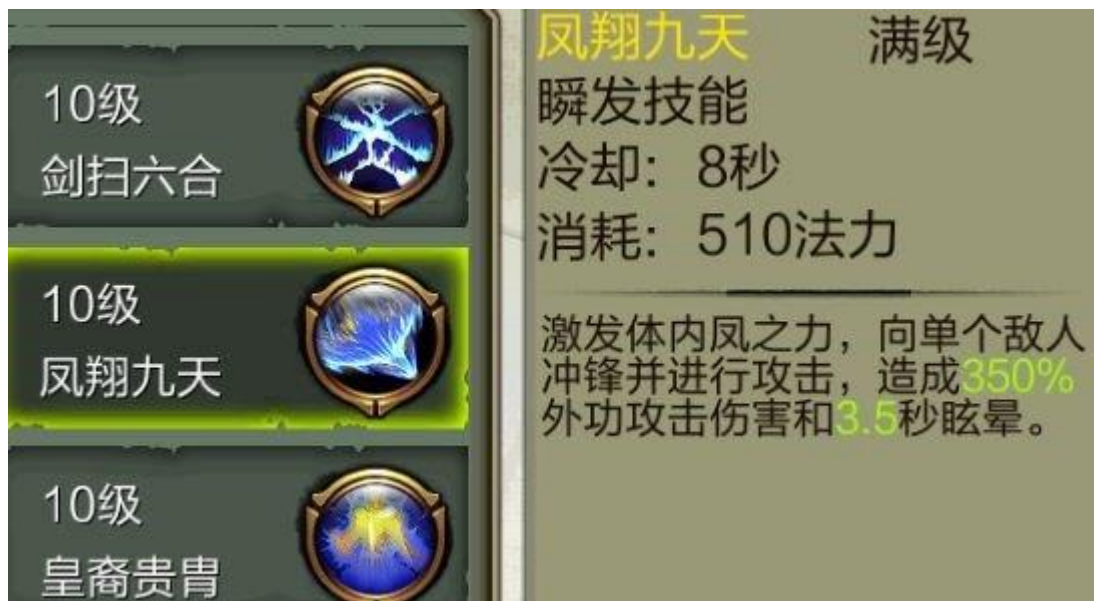 10级
剑扫六合
10级
凤翔九天
10级
皇裔贵胄
凤翔九天 满级
瞬发技能
冷却：8秒
消耗：510法力
激发体内凤之力，向单个敌人
冲锋并进行攻击，造成350%
外功攻击伤害和3.5秒眩晕。